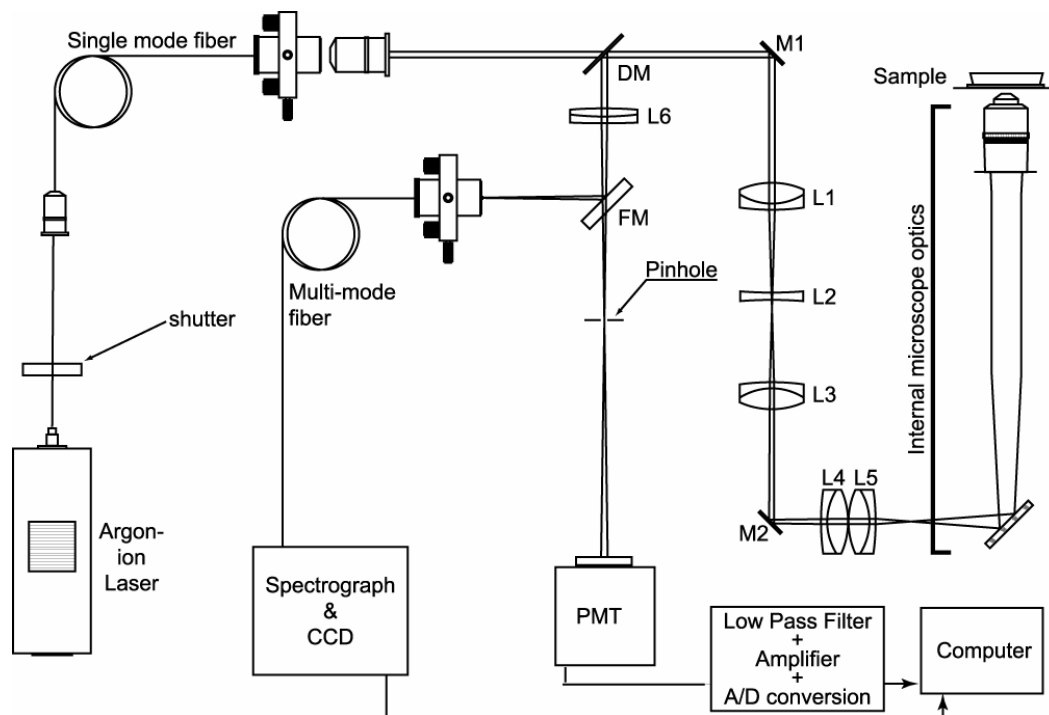 Single mode fiber
M1
DM
Sample
L6
L1
FM
Internal microscope optics
Pinhole
L2
Multi-mode
fiber
shutter
L3
L4 L5
M2
Argon-
ion
Laser
Spectrograph
&
CCD
PMT
Low Pass Filter
+
Amplifier
+
A/D conversion
Computer